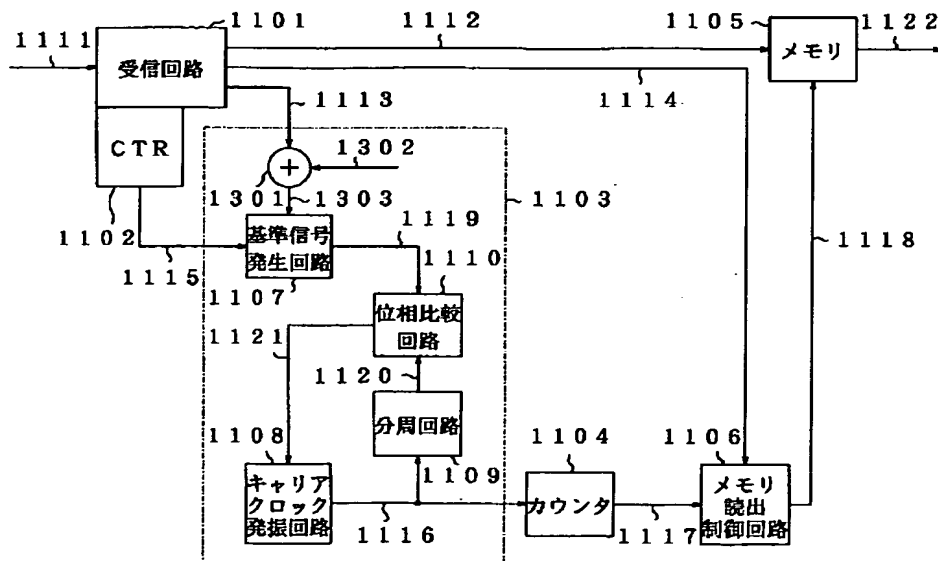 1101
1112
1105
1122
1111
受信回路
メモリ
1113
1114
CTR
1302
1301
1303
1103
1102
基準信号
発生回路
1119
1110
1118
1115
1107
位相比較
回路
1121
1120
分周回路
1108
1109
1104
1106
キャリア
クロック
発振回路
カウンタ
メモリ
読出
制御回路
1116
1117